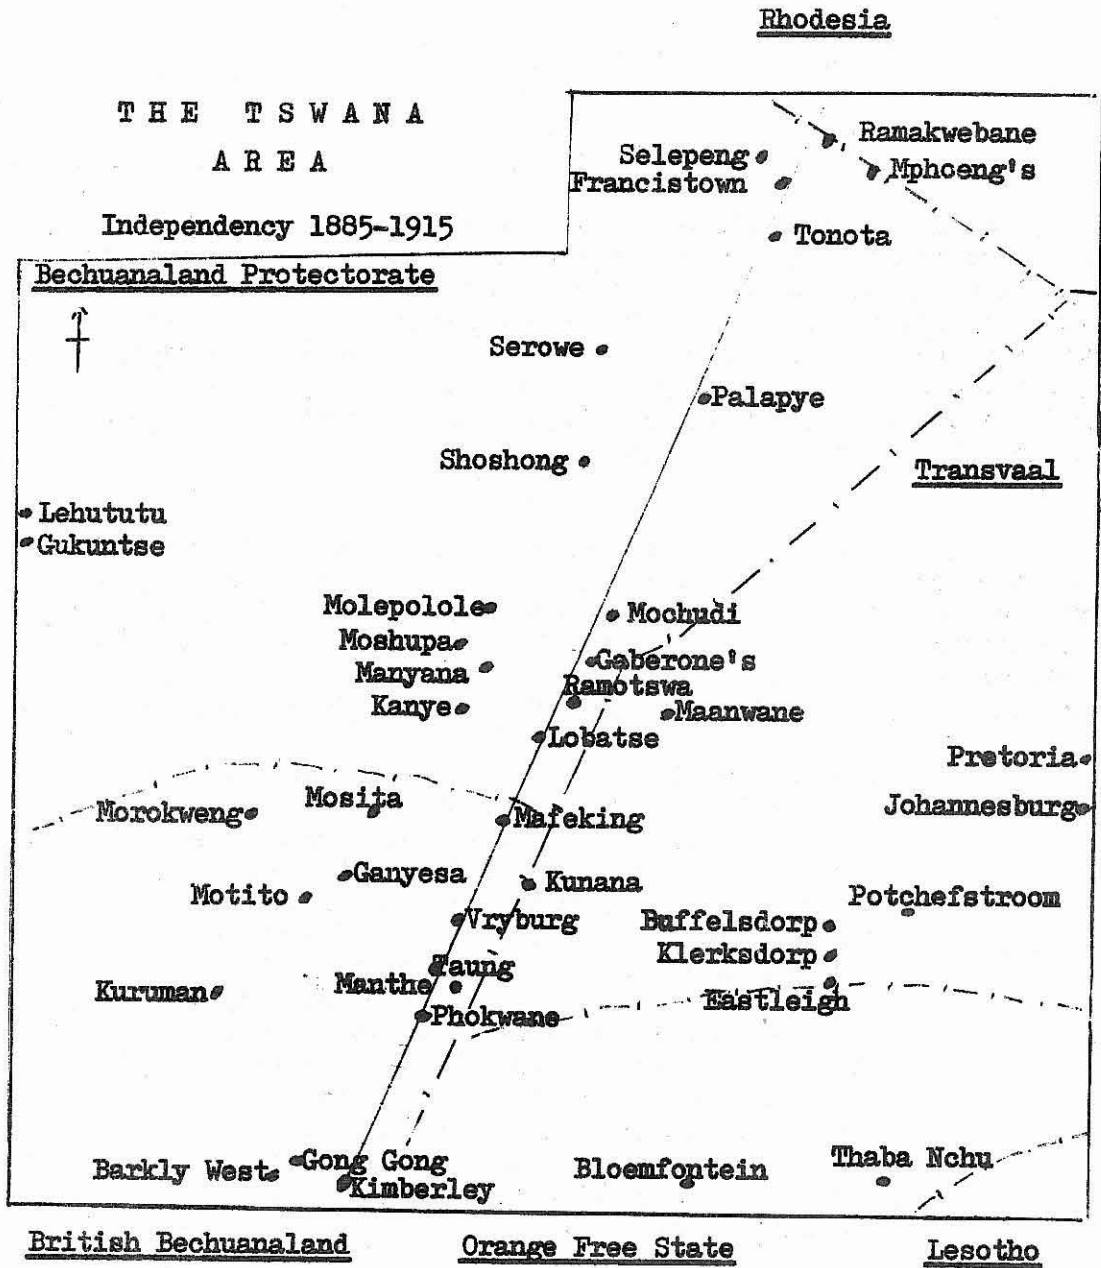 Rhodesia
THE TSWANA
AREA
Independency 1885-1915
Bechuanaland Protectorate
Ramakwebane
Selepeng
Mphoeng's
Francistown
Tonota
Serowe
Palapye
Shoshong
Transvaal
Lehututu
Gukuntse
Molepolole
Mochudi
Moshupa
Gaberone's
Manyana
Ramotswa
Kanye
Maanwane
Lobatse
Pretoria
Mosita
Johannesburg
Morokweng
Mafeking
Ganyesa
Kunana
Motito
Potchefstroom
Vryburg
Buffelsdorp
Klerksdorp
Taung
Manthe
Kuruman
Eastleigh
Phokwane
Gong Gong
Thaba Nchu
Barkly West
Bloemfontein
Kimberley
British Bechuanaland
Orange Free State
Lesotho